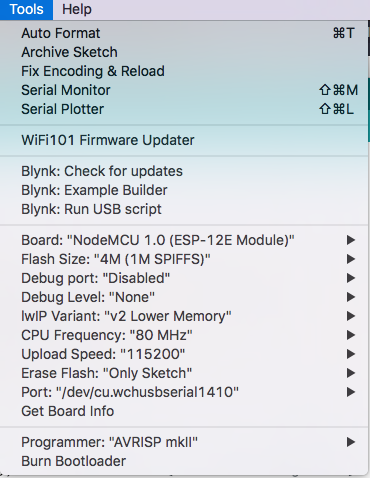 Tools Help
Auto Format ⌘T
Archive Sketch
Fix Encoding & Reload
Serial Monitor ⇧⌘M
Serial Plotter ⇧⌘L
WiFi101 Firmware Updater
Blynk: Check for updates
Blynk: Example Builder
Blynk: Run USB script
Board: "NodeMCU 1.0 (ESP-12E Module)"
Flash Size: "4M (1M SPIFFS)"
Debug port: "Disabled"
Debug Level: "None"
lwIP Variant: "v2 Lower Memory"
CPU Frequency: "80 MHz"
Upload Speed: "115200"
Erase Flash: "Only Sketch"
Port: "/dev/cu.wchusbserial1410"
Get Board Info
Programmer: "AVRISP mkII"
Burn Bootloader